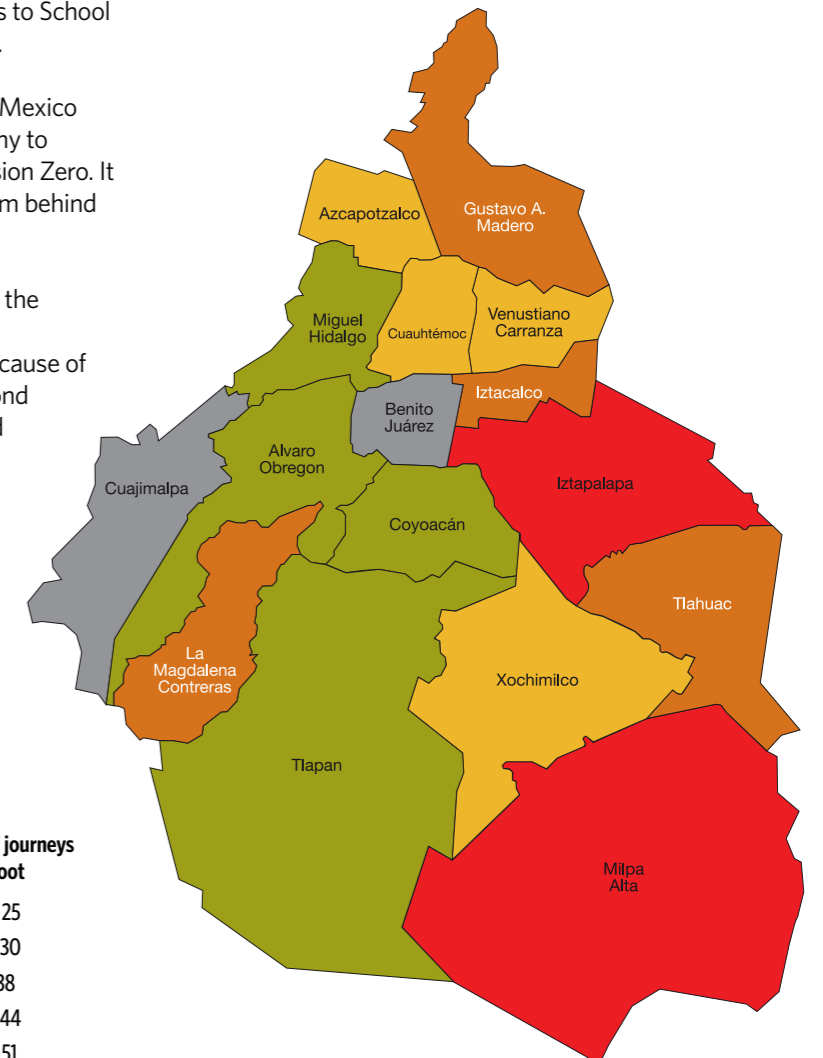 s to School
.
Mexico
ny to
sion Zero. It
m behind
the
cause of
ond
d
Gustavo A.
Madero
Azcapotzalco
Miguel
Hidalgo
Cuauhtémoc
Venustiano
Carranza
Iztacalco
Benito
Juárez
Alvaro
Obregon
Cuajimalpa
Iztapalapa
Coyoacán
Tlahuac
La
Magdalena
Contreras
Xochimilco
Tlapan
Milpa
Alta
journeys
oot
25
30
38
44
51